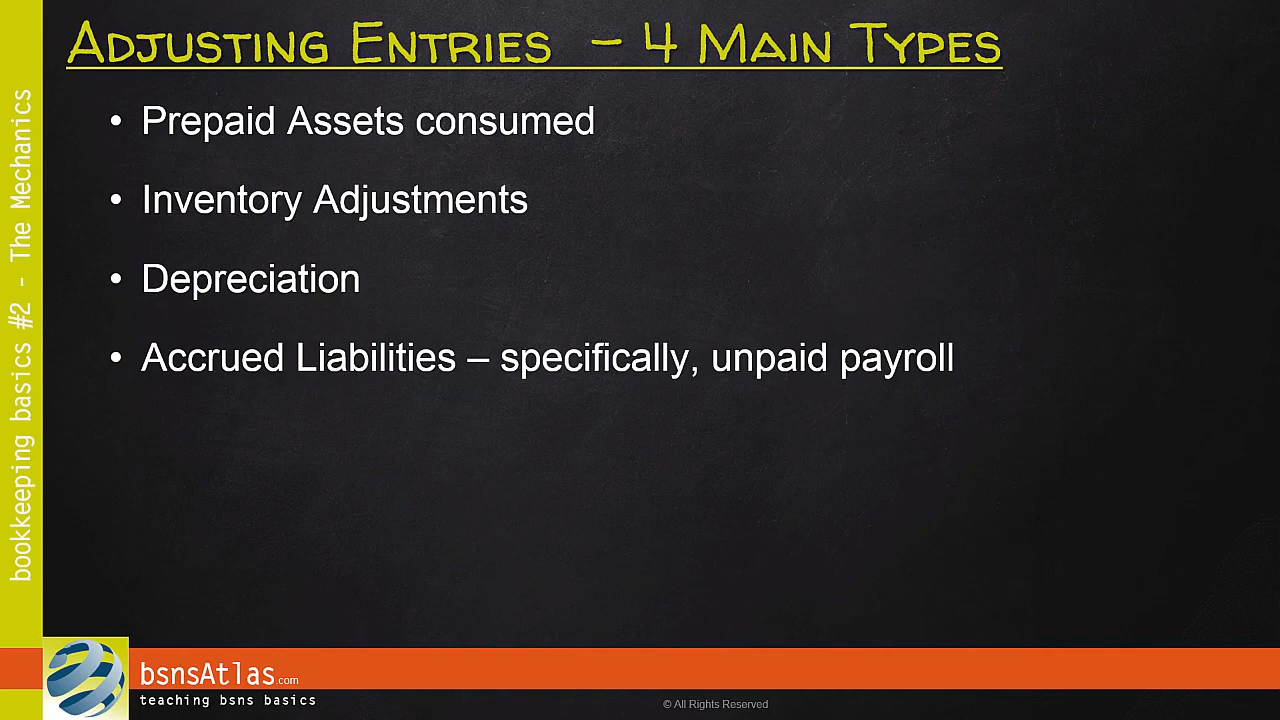 Adjusting Entries – 4 Main Types
• Prepaid Assets consumed
• Inventory Adjustments
• Depreciation
• Accrued Liabilities – specifically, unpaid payroll
bookkeeping basics #2 - The Mechanics
bsnsAtlas.com
teaching bsns basics
© All Rights Reserved